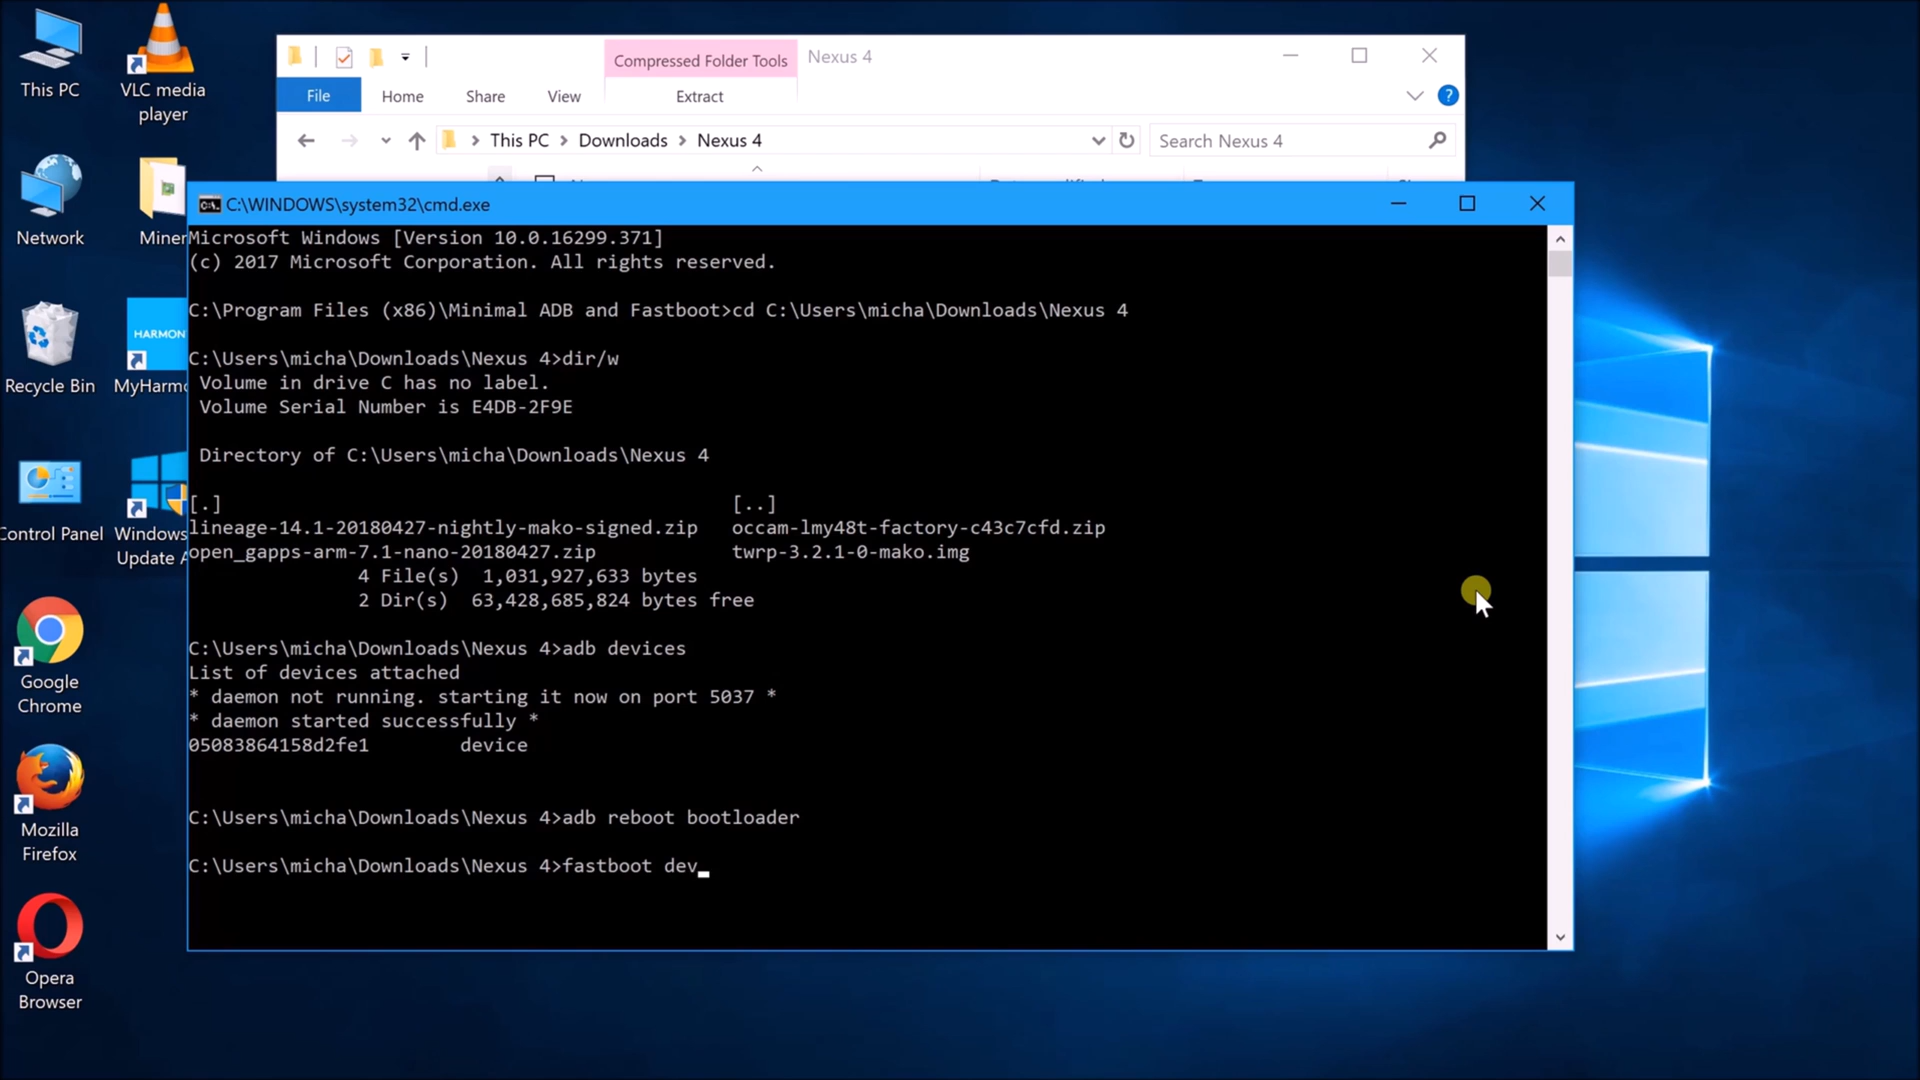 This PC
VLC media
player
Network
Miner
Recycle Bin
HARMON
MyHarmo
Control Panel
Windows
Update A
Google
Chrome
Mozilla
Firefox
Opera
Browser
Compressed Folder Tools
Nexus 4
File
Home
Share
View
Extract
?
This PC > Downloads > Nexus 4
Search Nexus 4
C:\WINDOWS\system32\cmd.exe
Microsoft Windows [Version 10.0.16299.371]
(c) 2017 Microsoft Corporation. All rights reserved.
C:\Program Files (x86)\Minimal ADB and Fastboot>cd C:\Users\micha\Downloads\Nexus 4
C:\Users\micha\Downloads\Nexus 4>dir/w
Volume in drive C has no label.
Volume Serial Number is E4DB-2F9E
Directory of C:\Users\micha\Downloads\Nexus 4
[.] [..]
lineage-14.1-20180427-nightly-mako-signed.zip occam-lmy48t-factory-c43c7cfd.zip
open_gapps-arm-7.1-nano-20180427.zip twrp-3.2.1-0-mako.img
4 File(s) 1,031,927,633 bytes
2 Dir(s) 63,428,685,824 bytes free
C:\Users\micha\Downloads\Nexus 4>adb devices
List of devices attached
* daemon not running. starting it now on port 5037 *
* daemon started successfully *
05083864158d2fe1 device
C:\Users\micha\Downloads\Nexus 4>adb reboot bootloader
C:\Users\micha\Downloads\Nexus 4>fastboot dev